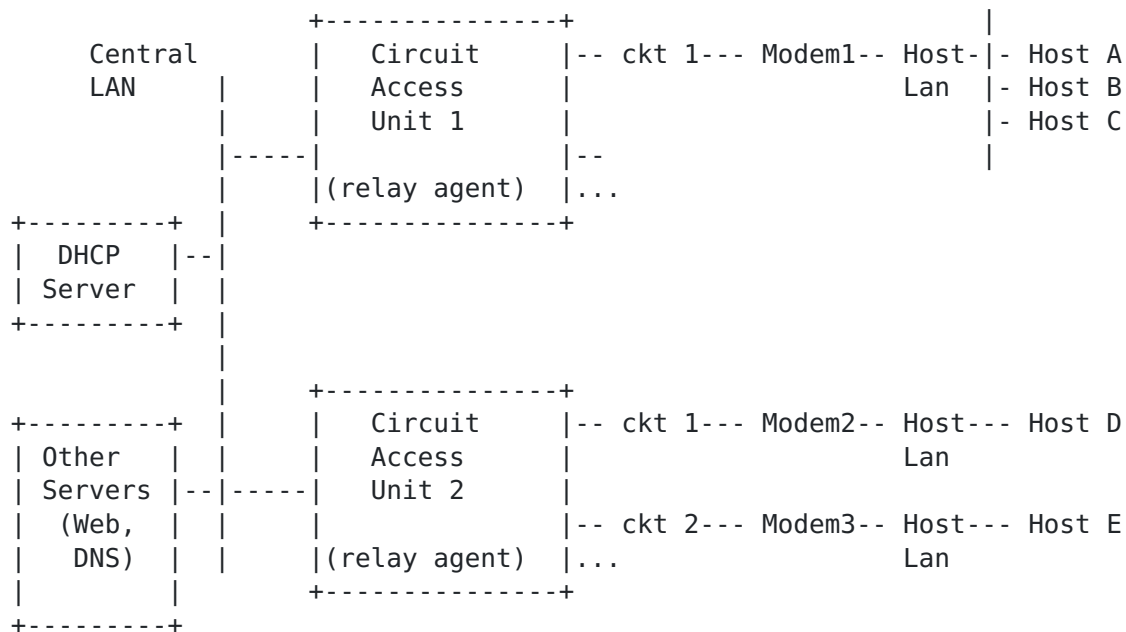 +---------------+                            |
     Central       |   Circuit     |-- ckt 1--- Modem1-- Host-|- Host A
     LAN     |     |   Access      |                     Lan  |- Host B
             |     |   Unit 1      |                          |- Host C
             |-----|               |--                        |
             |     |(relay agent)  |...
+---------+  |     +---------------+
|  DHCP   |--|
| Server  |  |
+---------+  |
             |
             |     +---------------+
+---------+  |     |   Circuit     |-- ckt 1--- Modem2-- Host--- Host D
| Other   |  |     |   Access      |                     Lan
| Servers |--|-----|   Unit 2      |
|  (Web,  |  |     |               |-- ckt 2--- Modem3-- Host--- Host E
|   DNS)  |  |     |(relay agent)  |...                  Lan
|         |        +---------------+
+---------+